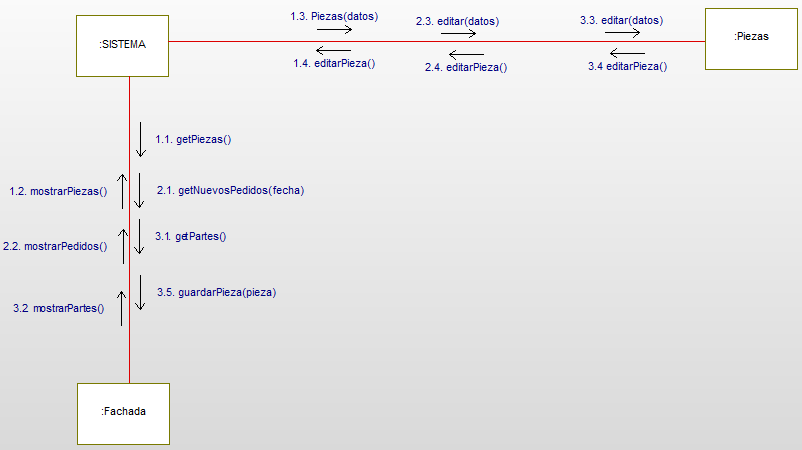 1.3. Piezas(datos)
2.3. editar(datos)
3.3. editar(datos)
:SISTEMA
:Piezas
1.4. editarPieza()
2.4. editarPieza()
3.4 editarPieza()
1.1. getPiezas()
1.2. mostrarPiezas()
2.1. getNuevosPedidos(fecha)
3.1. getPartes()
2.2. mostrarPedidos()
3.5. guardarPieza(pieza)
3.2 mostrarPartes()
:Fachada